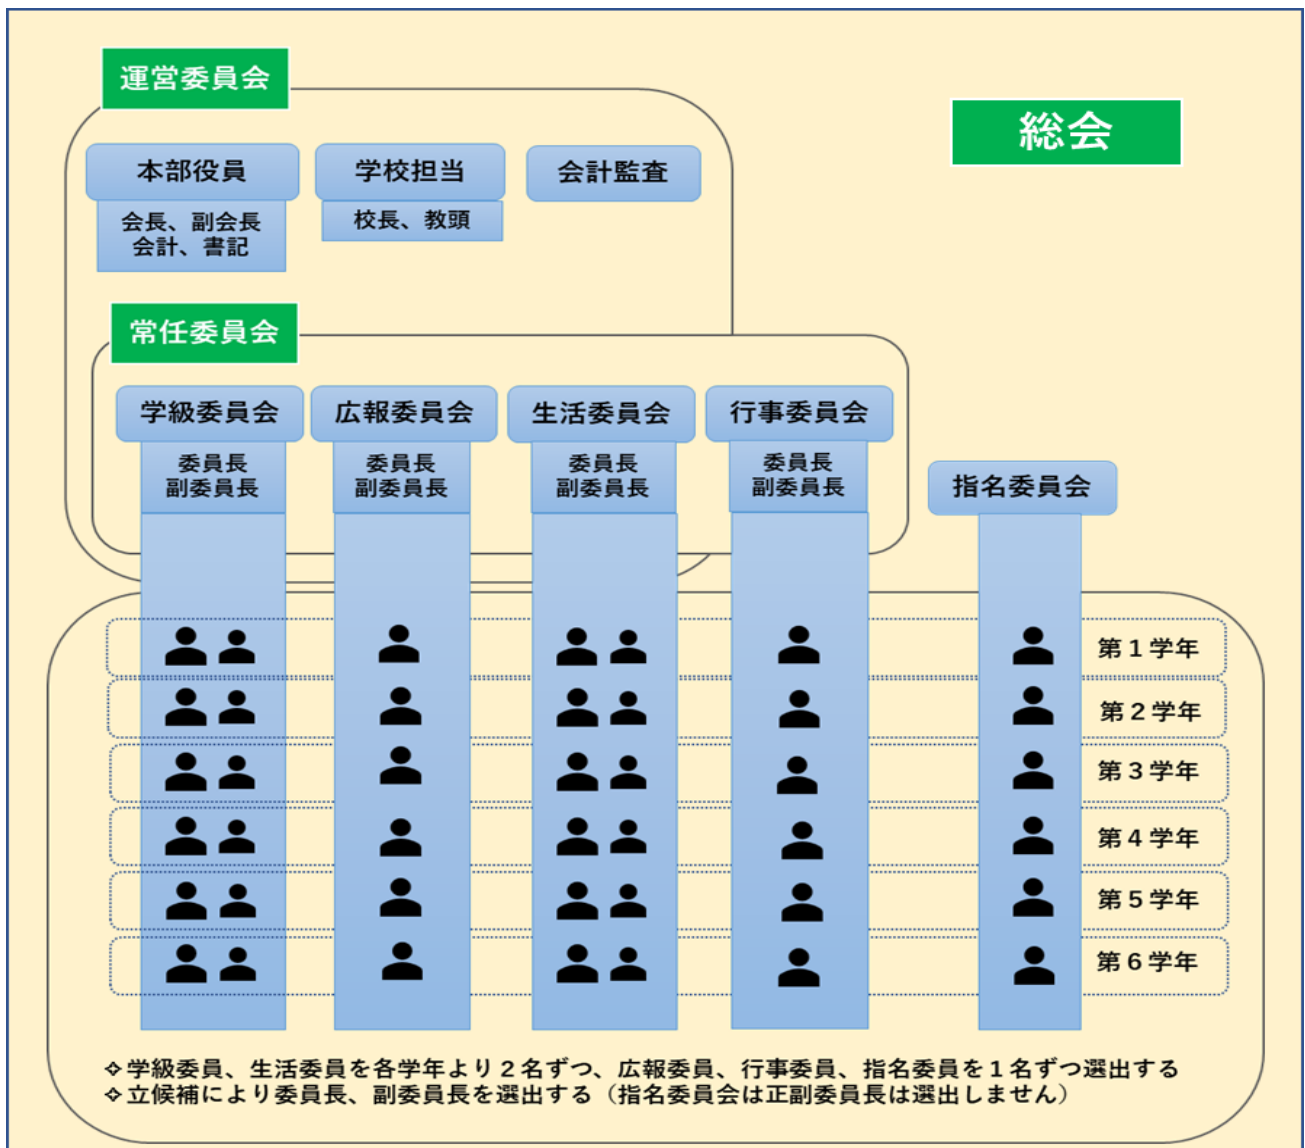 運営委員会
総会
本部役員
会長、副会長
会計、書記
学校担当
校長、教頭
会計監査
常任委員会
学級委員会
委員長
副委員長
広報委員会
委員長
副委員長
生活委員会
委員長
副委員長
行事委員会
委員長
副委員長
指名委員会
第１学年
第２学年
第３学年
第４学年
第５学年
第６学年
❖学級委員、生活委員を各学年より２名ずつ、広報委員、行事委員、指名委員を１名ずつ選出する
❖立候補により委員長、副委員長を選出する（指名委員会は正副委員長は選出しません）